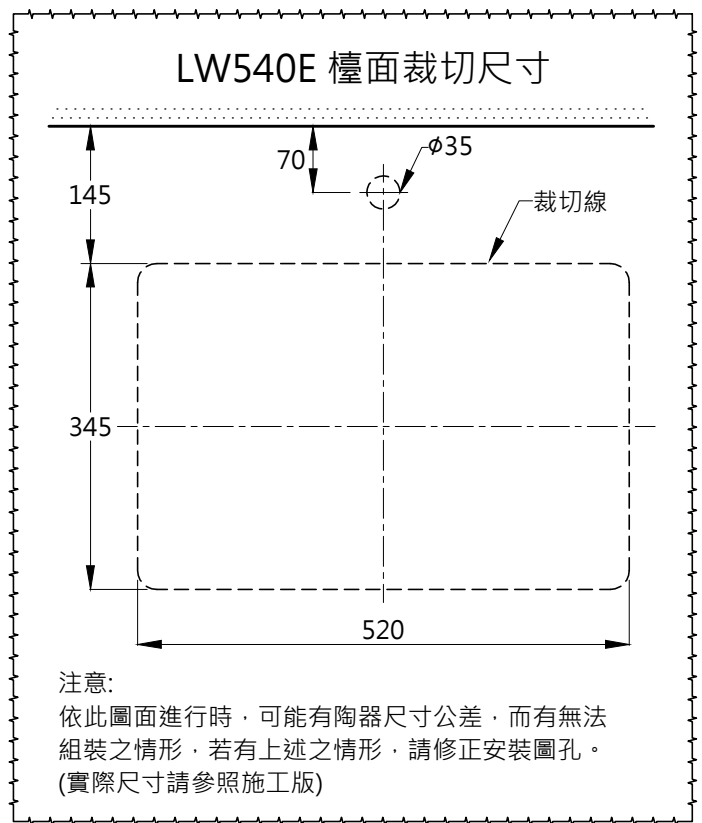 LW540E 檯面裁切尺寸
70
ϕ35
145
裁切線
345
520
注意:
依此圖面進行時，可能有陶器尺寸公差，而有無法
組裝之情形，若有上述之情形，請修正安裝圖孔。
(實際尺寸請參照施工版)